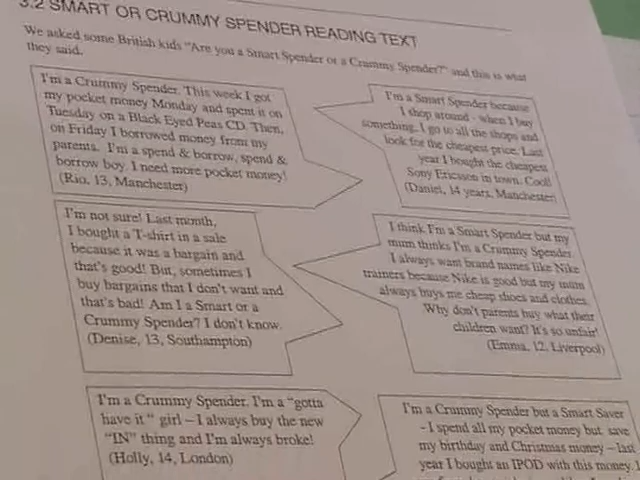 3.2 SMART OR CRUMMY SPENDER READING TEXT
We asked some British kids "Are you a Smart Spender or a Crummy Spender?" and this is what
they said.
I'm a Crummy Spender. This week I got
my pocket money Monday and spent it on
Tuesday on a Black Eyed Peas CD. Then,
on Friday I borrowed money from my
parents. I'm a spend & borrow, spend &
borrow boy. I need more pocket money!
(Rio, 13, Manchester)
I'm a Smart Spender because
I shop around - when I buy
something, I go to all the shops and
look for the cheapest price. Last
year I bought the cheapest
Sony Ericsson in town. Cool!
(Daniel, 14 years, Manchester)
I'm not sure! Last month,
I bought a T-shirt in a sale
because it was a bargain and
that's good! But, sometimes I
buy bargains that I don't want and
that's bad! Am I a Smart or a
Crummy Spender? I don't know.
(Denise, 13, Southampton)
I think I'm a Smart Spender but my
mum thinks I'm a Crummy Spender.
I always want brand names like Nike
trainers because Nike is good but my mum
always buys me cheap shoes and clothes.
Why don't parents buy what their
children want? It's so unfair!
(Emma, 12, Liverpool)
I'm a Crummy Spender. I'm a "gotta
have it" girl – I always buy the new
"IN" thing and I'm always broke!
(Holly, 14, London)
I'm a Crummy Spender but a Smart Saver
- I spend all my pocket money but save
my birthday and Christmas money – last
year I bought an IPOD with this money. I